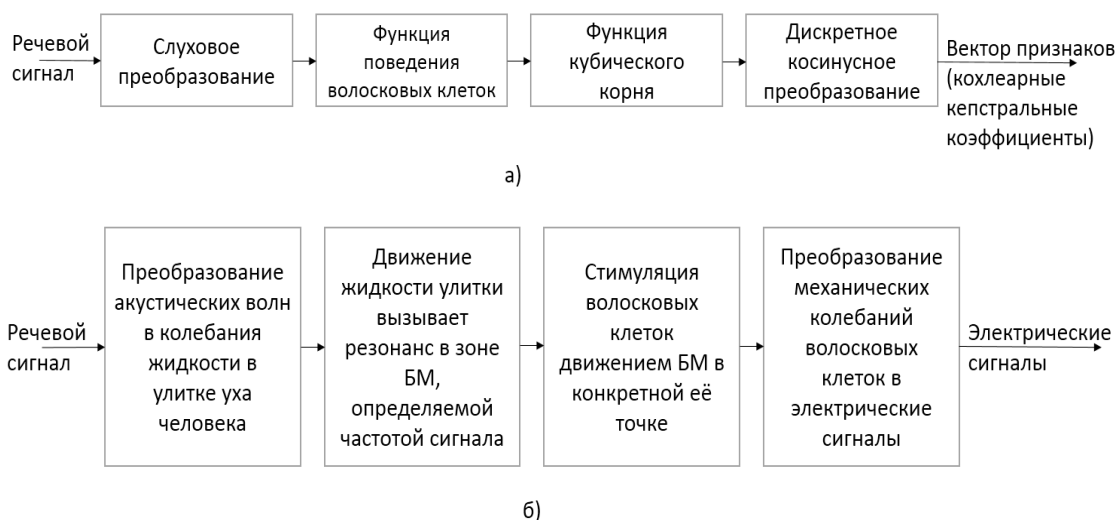 Речевой
сигнал
Слуховое
преобразование
Функция
поведения
волосковых клеток
Функция
кубического
корня
Дискретное
косинусное
преобразование
Вектор признаков
(кохлеарные
кепстральные
коэффициенты)
а)
Речевой
сигнал
Преобразование
акустических волн
в колебания
жидкости в
улитке уха
человека
Движение
жидкости улитки
вызывает
резонанс в зоне
БМ,
определяемой
частотой сигнала
Стимуляция
волосковых
клеток
движением БМ в
конкретной её
точке
Преобразование
механических
колебаний
волосковых
клеток в
электрические
сигналы
Электрические
сигналы
б)